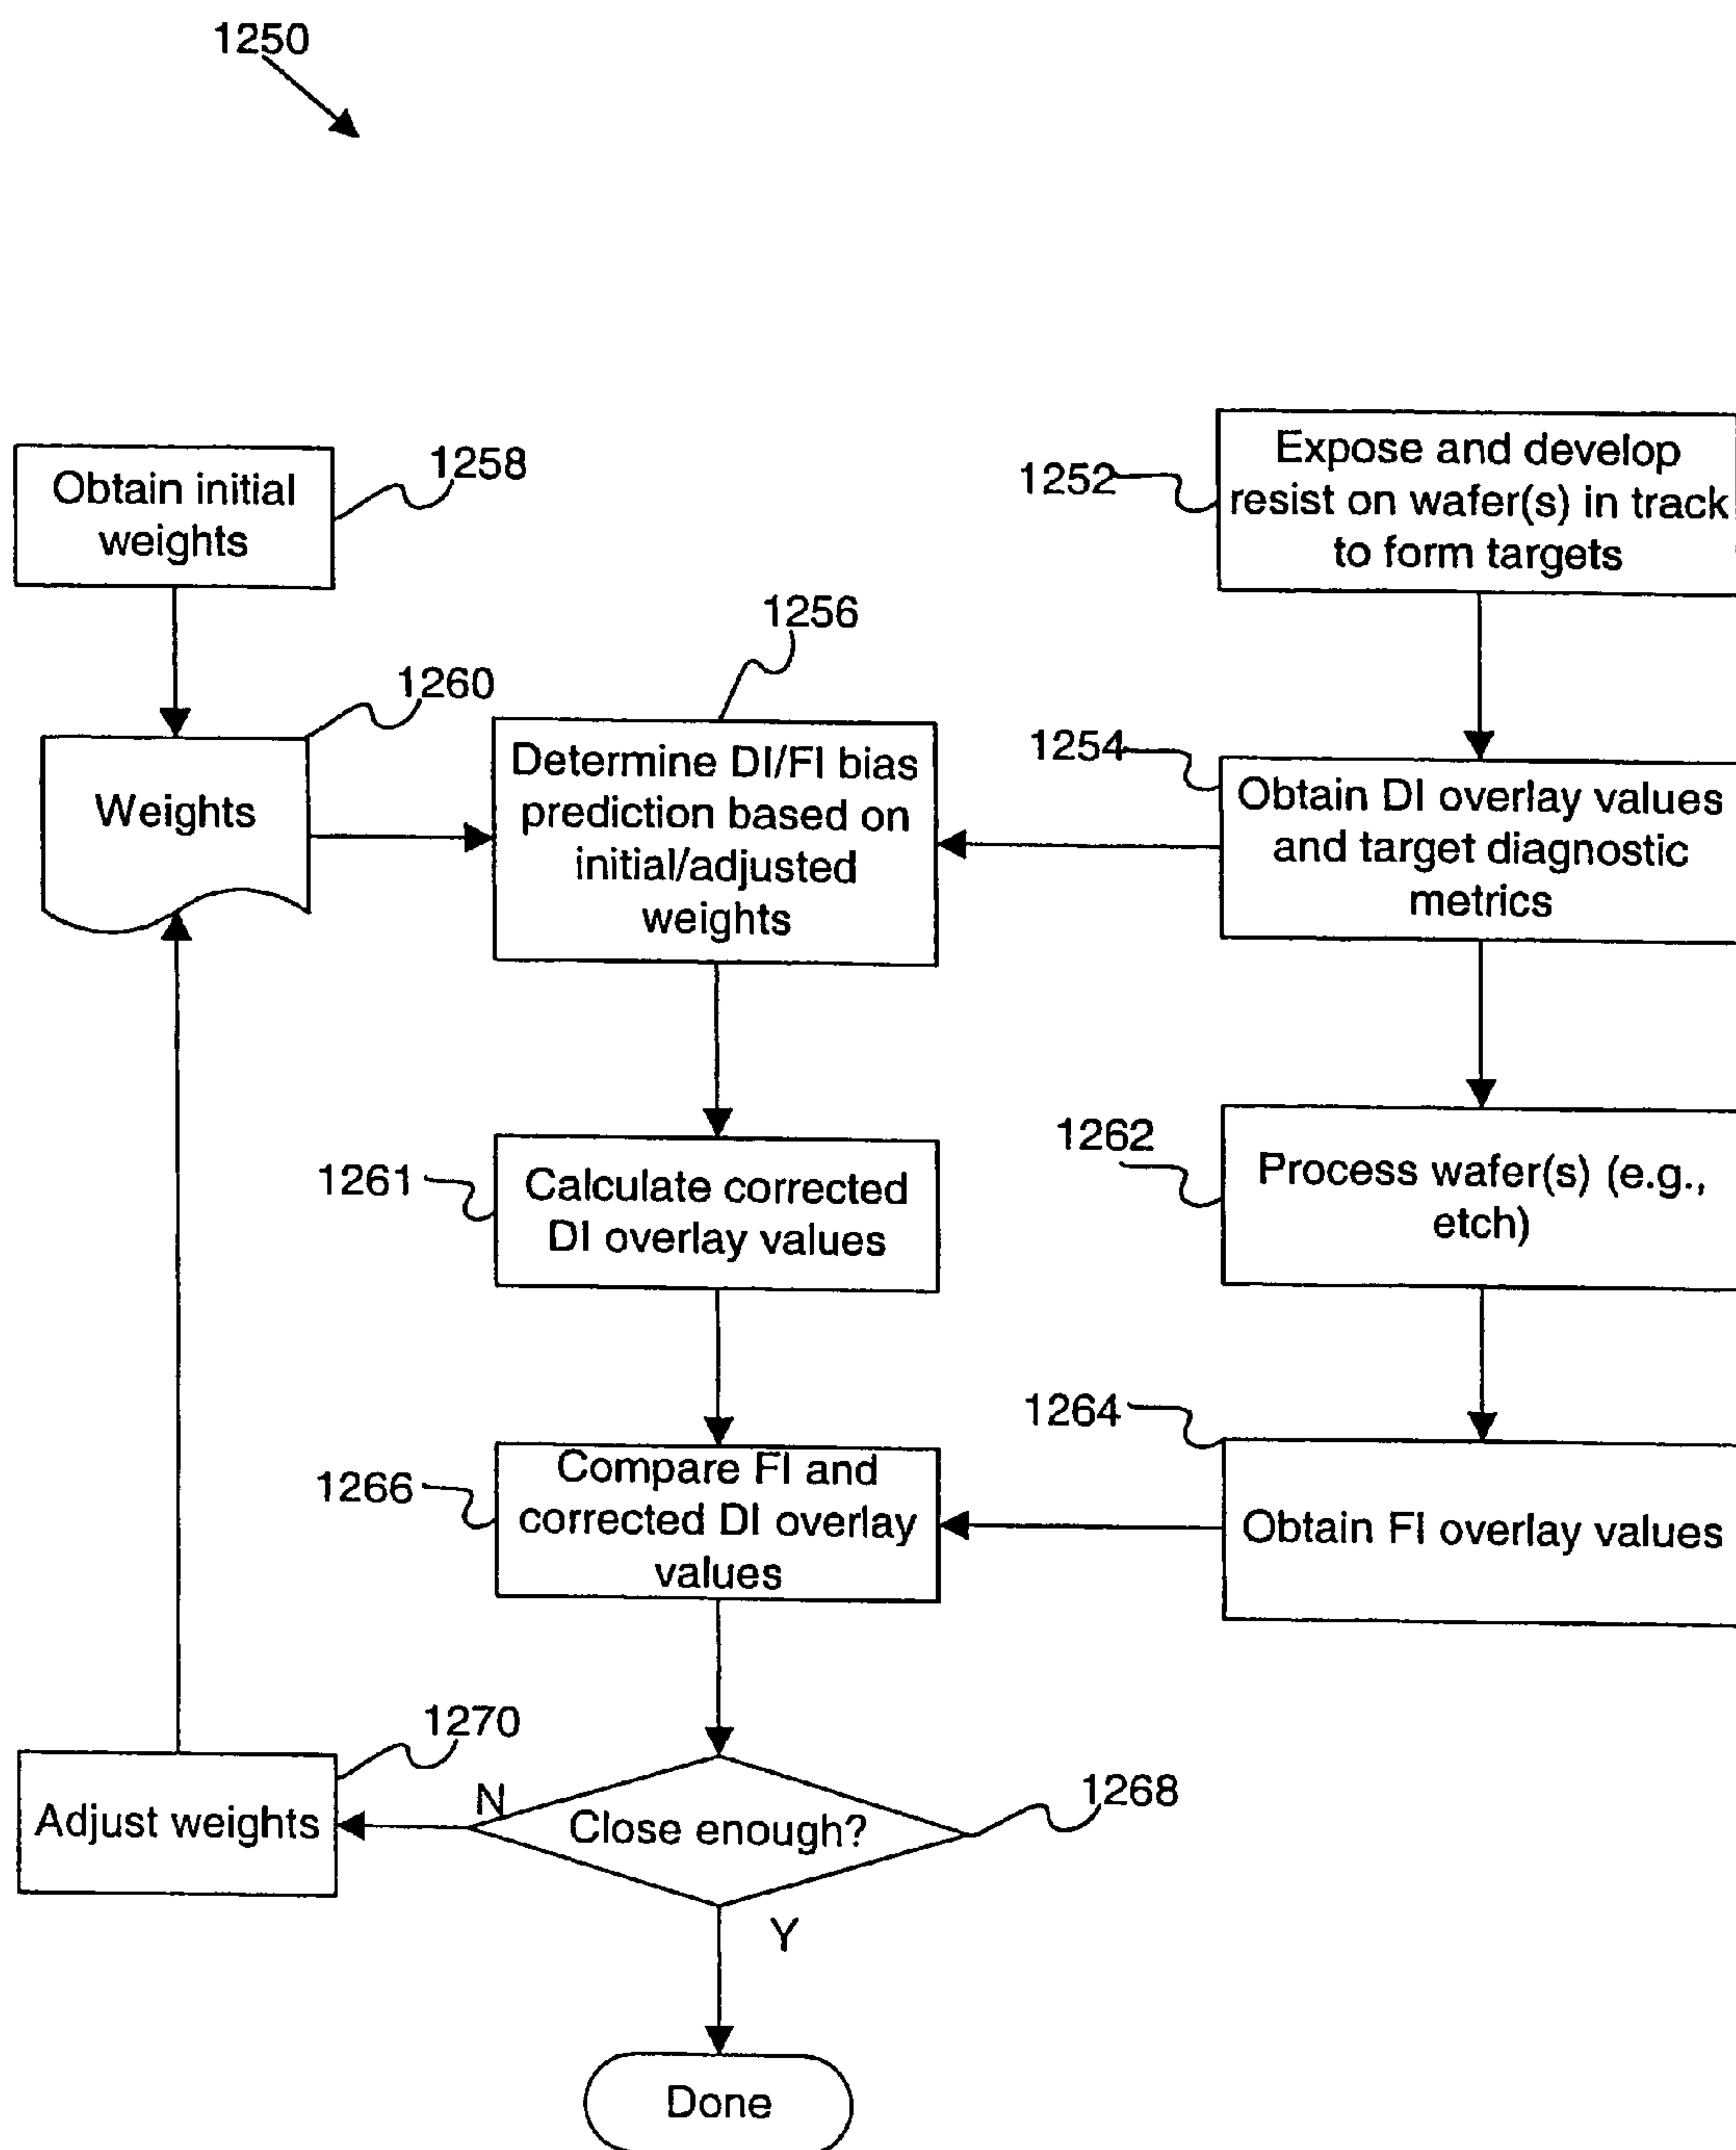 1250
Obtain initial
weights
1258
1252
Expose and develop
resist on wafer(s) in track
to form targets
1256
1260
Weights
Determine DI/FI bias
prediction based on
initial/adjusted
weights
1254
Obtain DI overlay values
and target diagnostic
metrics
1261
Calculate corrected
DI overlay values
1262
Process wafer(s) (e.g.,
etch)
1266
Compare FI and
corrected DI overlay
values
1264
Obtain FI overlay values
1270
Adjust weights
N
Close enough?
1268
Y
Done